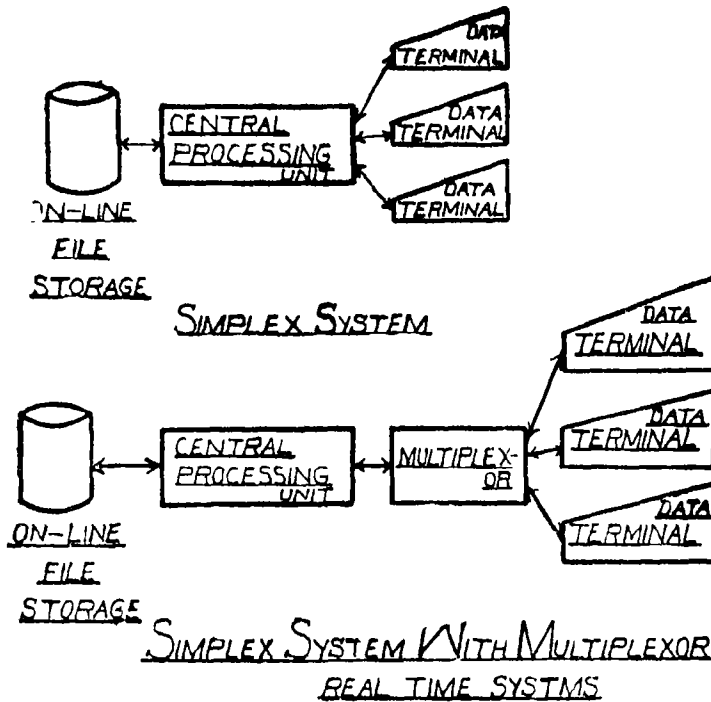 DATA
TERMINAL
DATA
TERMINAL
DATA
TERMINAL
CENTRAL
PROCESSING
UNIT
ON-LINE
FILE
STORAGE
SIMPLEX SYSTEM
DATA
TERMINAL
DATA
TERMINAL
DATA
TERMINAL
CENTRAL
PROCESSING
UNIT
MULTIPLEX-
OR
ON-LINE
FILE
STORAGE
SIMPLEX SYSTEM WITH MULTIPLEXOR
REAL TIME SYSTMS